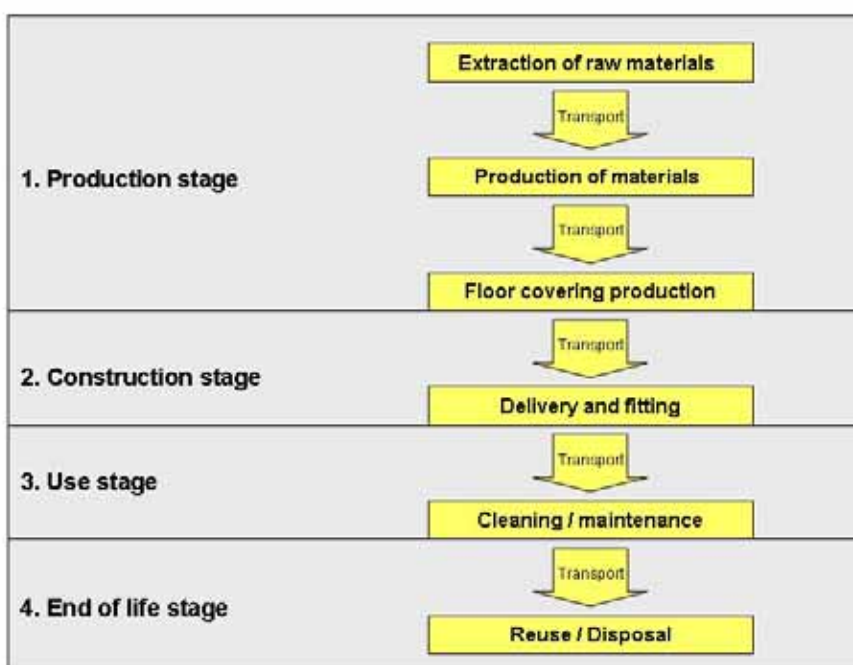 Extraction of raw materials
Transport
1. Production stage
Production of materials
Transport
Floor covering production
Transport
2. Construction stage
Delivery and fitting
Transport
3. Use stage
Cleaning / maintenance
Transport
4. End of life stage
Reuse / Disposal